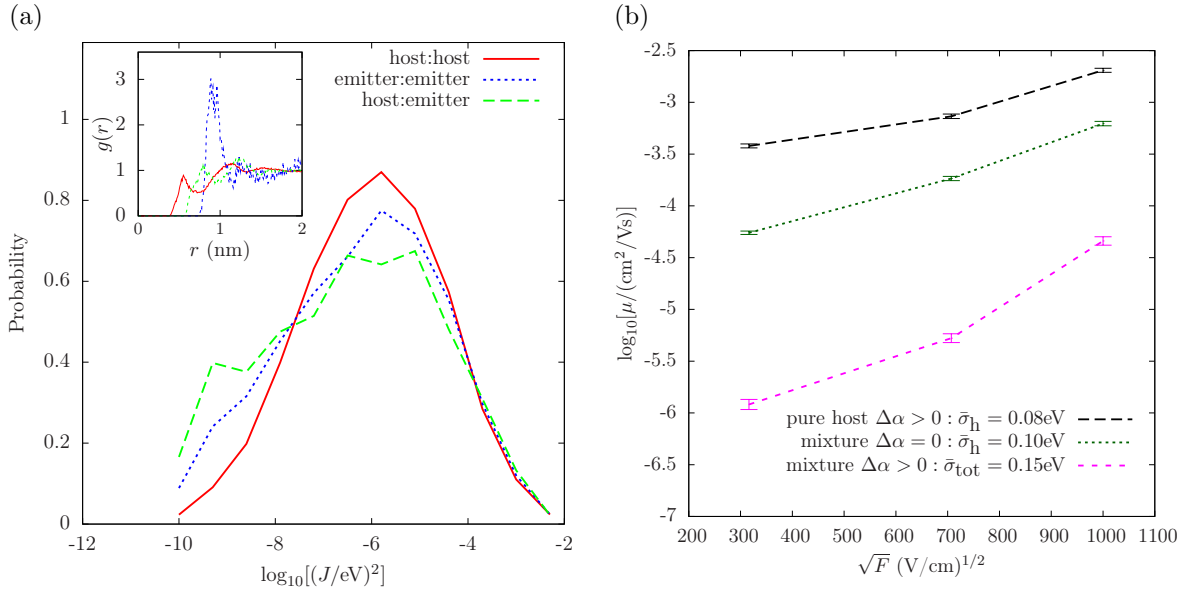 (a)
host:host
emitter:emitter
host:emitter
0
1
2
3
g(r)
0
1
2
r (nm)
0
0.2
0.4
0.6
0.8
1
Probability
-12
-10
-8
-6
-4
-2
log₁₀[(J/eV)²]
(b)
-2.5
-3
-3.5
-4
-4.5
-5
-5.5
-6
-6.5
-7
log₁₀[μ/(cm²/Vs)]
pure host Δα > 0 : σ̄h = 0.08eV
mixture Δα = 0 : σ̄h = 0.10eV
mixture Δα > 0 : σ̄tot = 0.15eV
200 300 400 500 600 700 800 900 1000 1100
√F (V/cm)^1/2